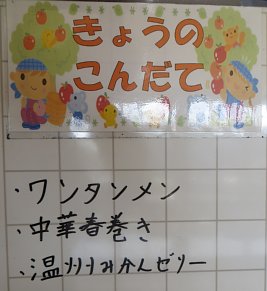 きょうの
こんだて
・ワンタンメン
・中華春巻き
・温州みかんゼリー